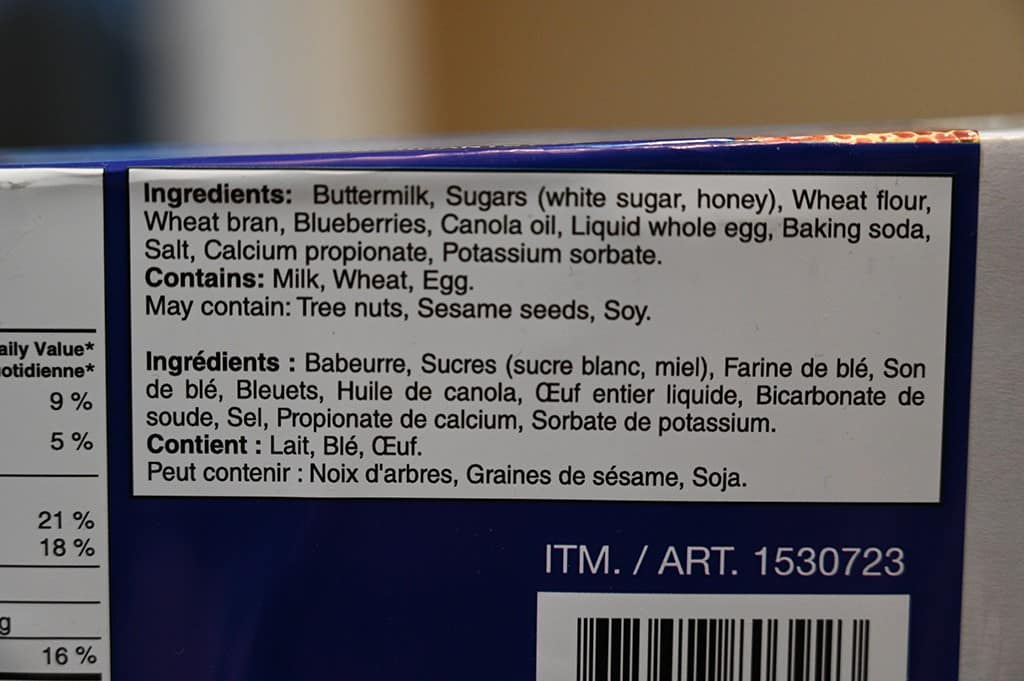 Ingredients: Buttermilk, Sugars (white sugar, honey), Wheat flour,
Wheat bran, Blueberries, Canola oil, Liquid whole egg, Baking soda,
Salt, Calcium propionate, Potassium sorbate.
Contains: Milk, Wheat, Egg.
May contain: Tree nuts, Sesame seeds, Soy.
Ingrédients : Babeurre, Sucres (sucre blanc, miel), Farine de blé, Son
de blé, Bleuets, Huile de canola, Œuf entier liquide, Bicarbonate de
soude, Sel, Propionate de calcium, Sorbate de potassium.
Contient : Lait, Blé, Œuf.
Peut contenir : Noix d'arbres, Graines de sésame, Soja.
aily Value*
otidienne*
9 %
5 %
21 %
18 %
g
16 %
ITM. / ART. 1530723